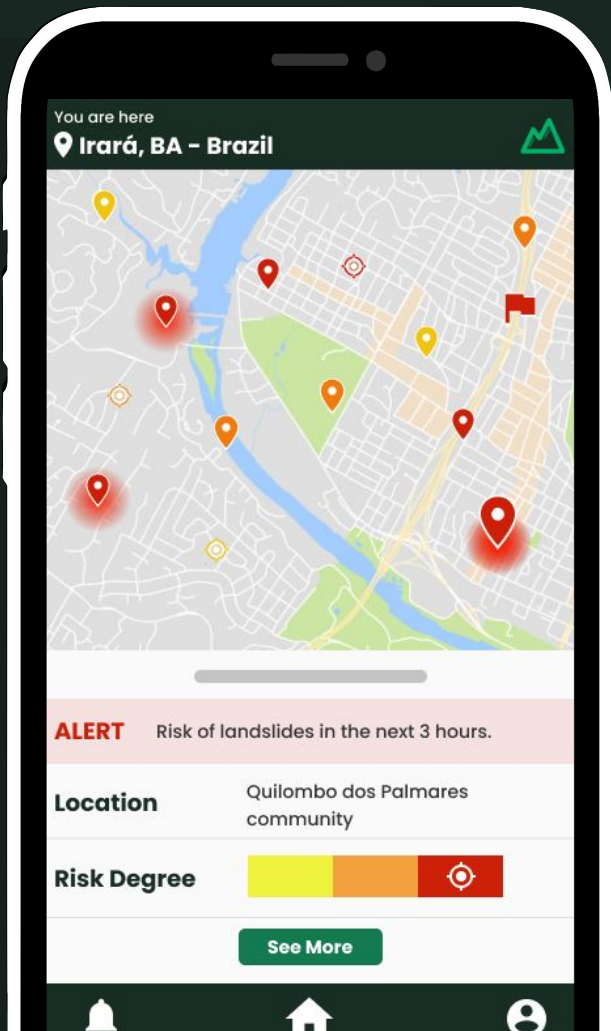 You are here
Irará, BA - Brazil
ALERT Risk of landslides in the next 3 hours.
Location Quilombo dos Palmares
community
Risk Degree
See More